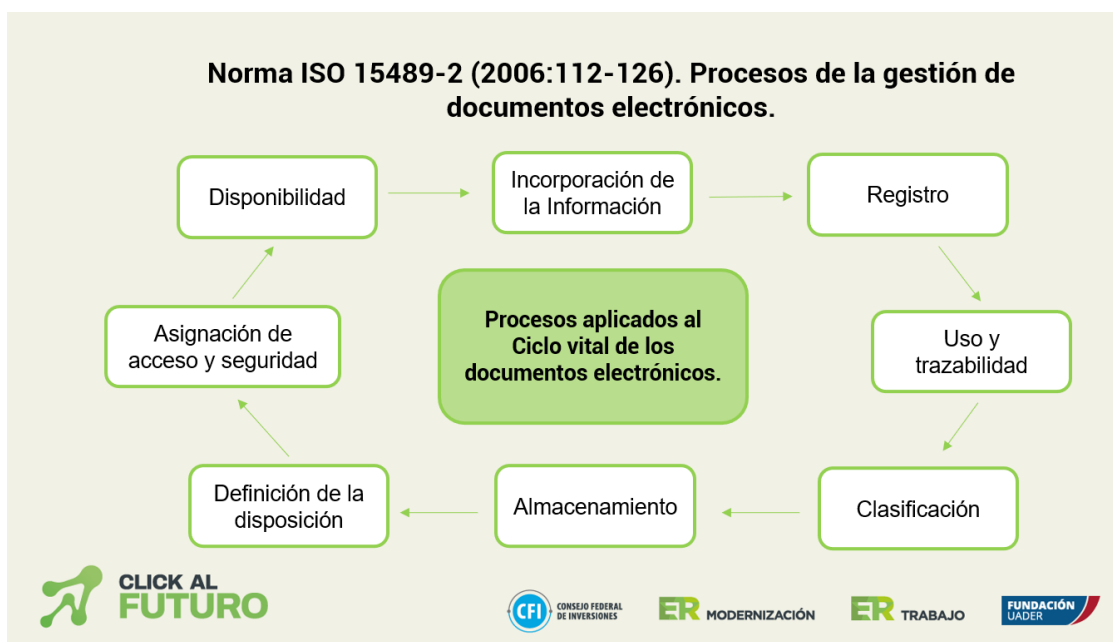 Norma ISO 15489-2 (2006:112-126). Procesos de la gestión de
documentos electrónicos.
Disponibilidad
Incorporación de
la Información
Registro
Uso y
trazabilidad
Clasificación
Almacenamiento
Definición de la
disposición
Asignación de
acceso y seguridad
Procesos aplicados al
Ciclo vital de los
documentos electrónicos.
CLICK AL
FUTURO
CFI
CONSEJO FEDERAL
DE INVERSIONES
ER MODERNIZACIÓN
ER TRABAJO
FUNDACIÓN
UADER